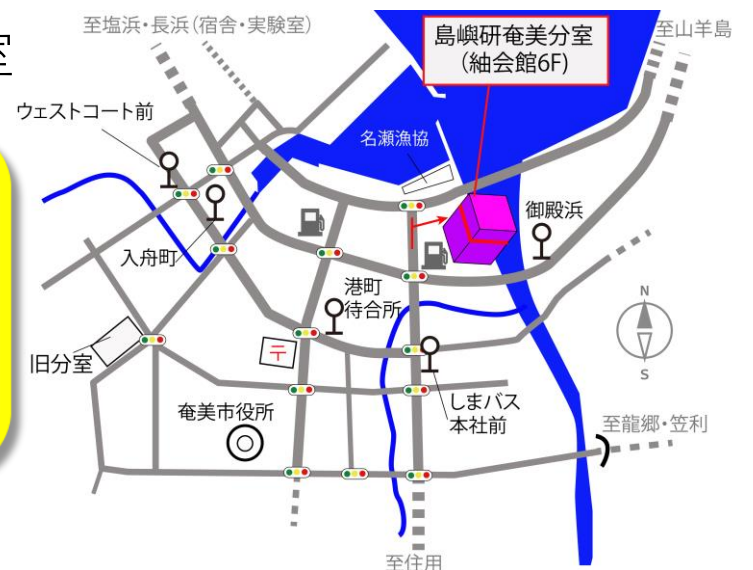 至塩浜・長浜(宿舎・実験室)
室
島嶼研奄美分室
(紬会館6F)
至山羊島
ウェストコート前
名瀬漁協
御殿浜
入舟町
港町
待合所
N
S
〒
旧分室
しまバス
本社前
奄美市役所
至龍郷・笠利
至住用